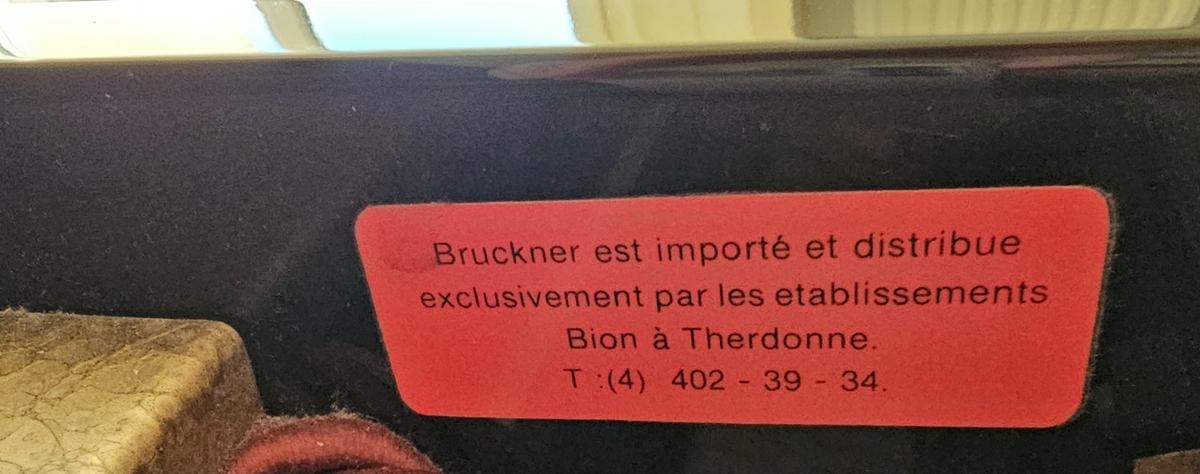 Bruckner est importé et distribue
exclusivement par les etablissements
Bion à Therdonne.
T :(4) 402 - 39 - 34.